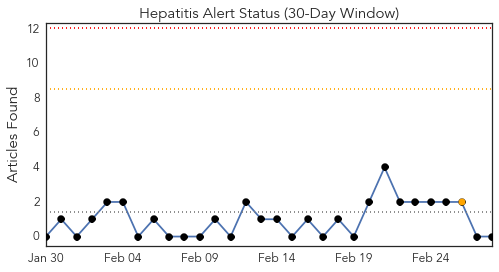 Hepatitis Alert Status (30-Day Window)
Articles Found
12
10
8
6
4
2
0
Jan 30
Feb 04
Feb 09
Feb 14
Feb 19
Feb 24